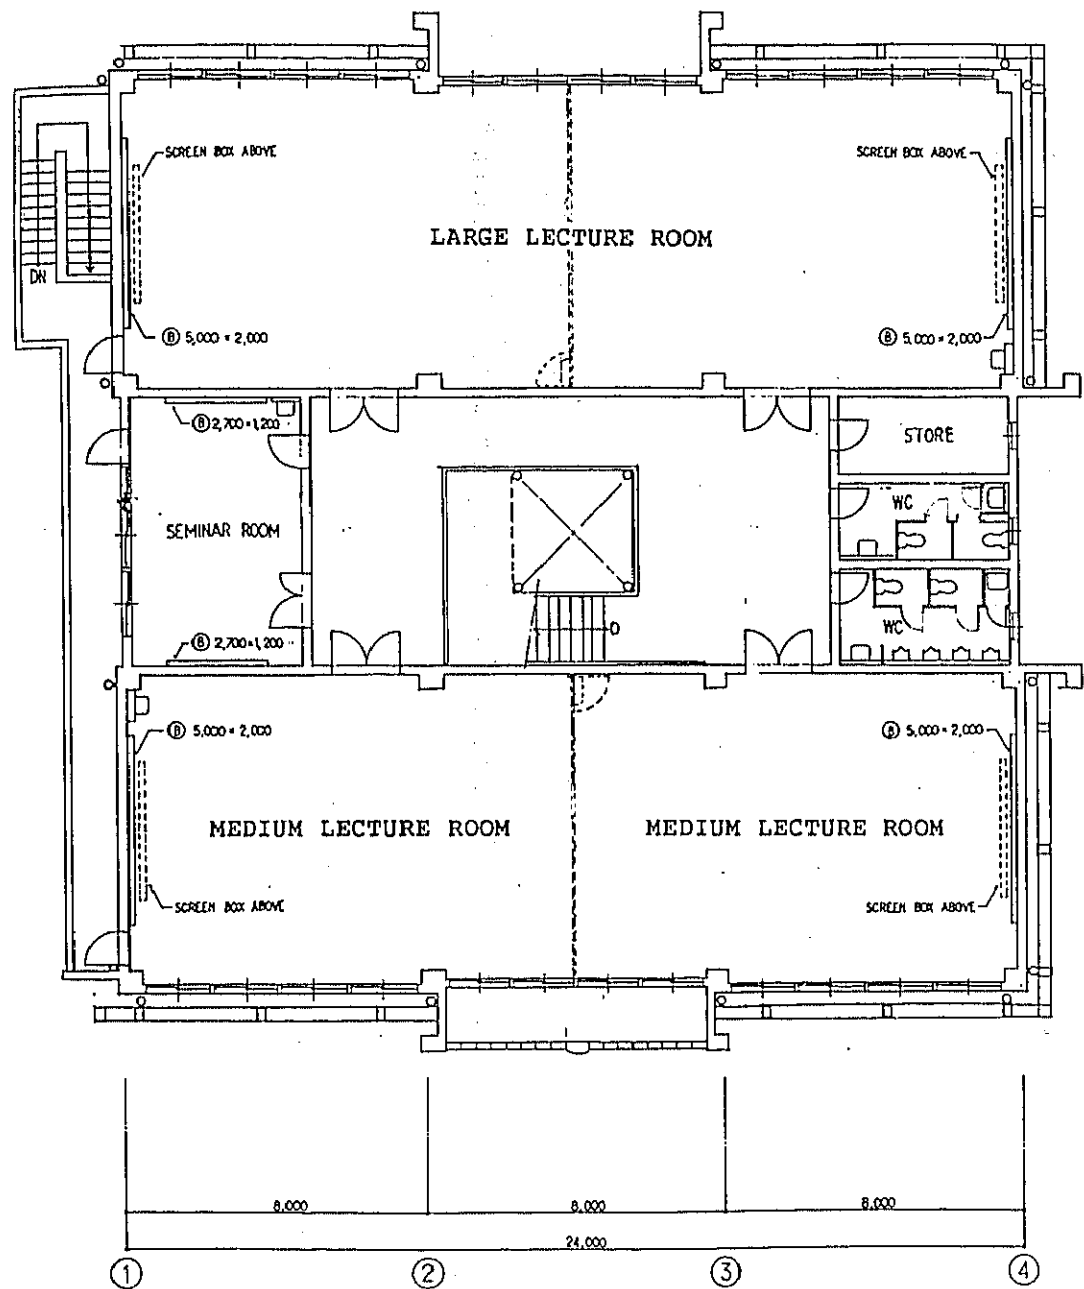 SCREEN BOX ABOVE
SCREEN BOX ABOVE
LARGE LECTURE ROOM
DN
Ⓑ 5,000 × 2,000
Ⓑ 5,000 × 2,000
Ⓑ 2,700 × 1,200
STORE
WC
SEMINAR ROOM
WC
Ⓑ 2,700 × 1,200
Ⓑ 5,000 × 2,000
Ⓑ 5,000 × 2,000
MEDIUM LECTURE ROOM
MEDIUM LECTURE ROOM
SCREEN BOX ABOVE
SCREEN BOX ABOVE
8,000
8,000
8,000
24,000
① ② ③ ④